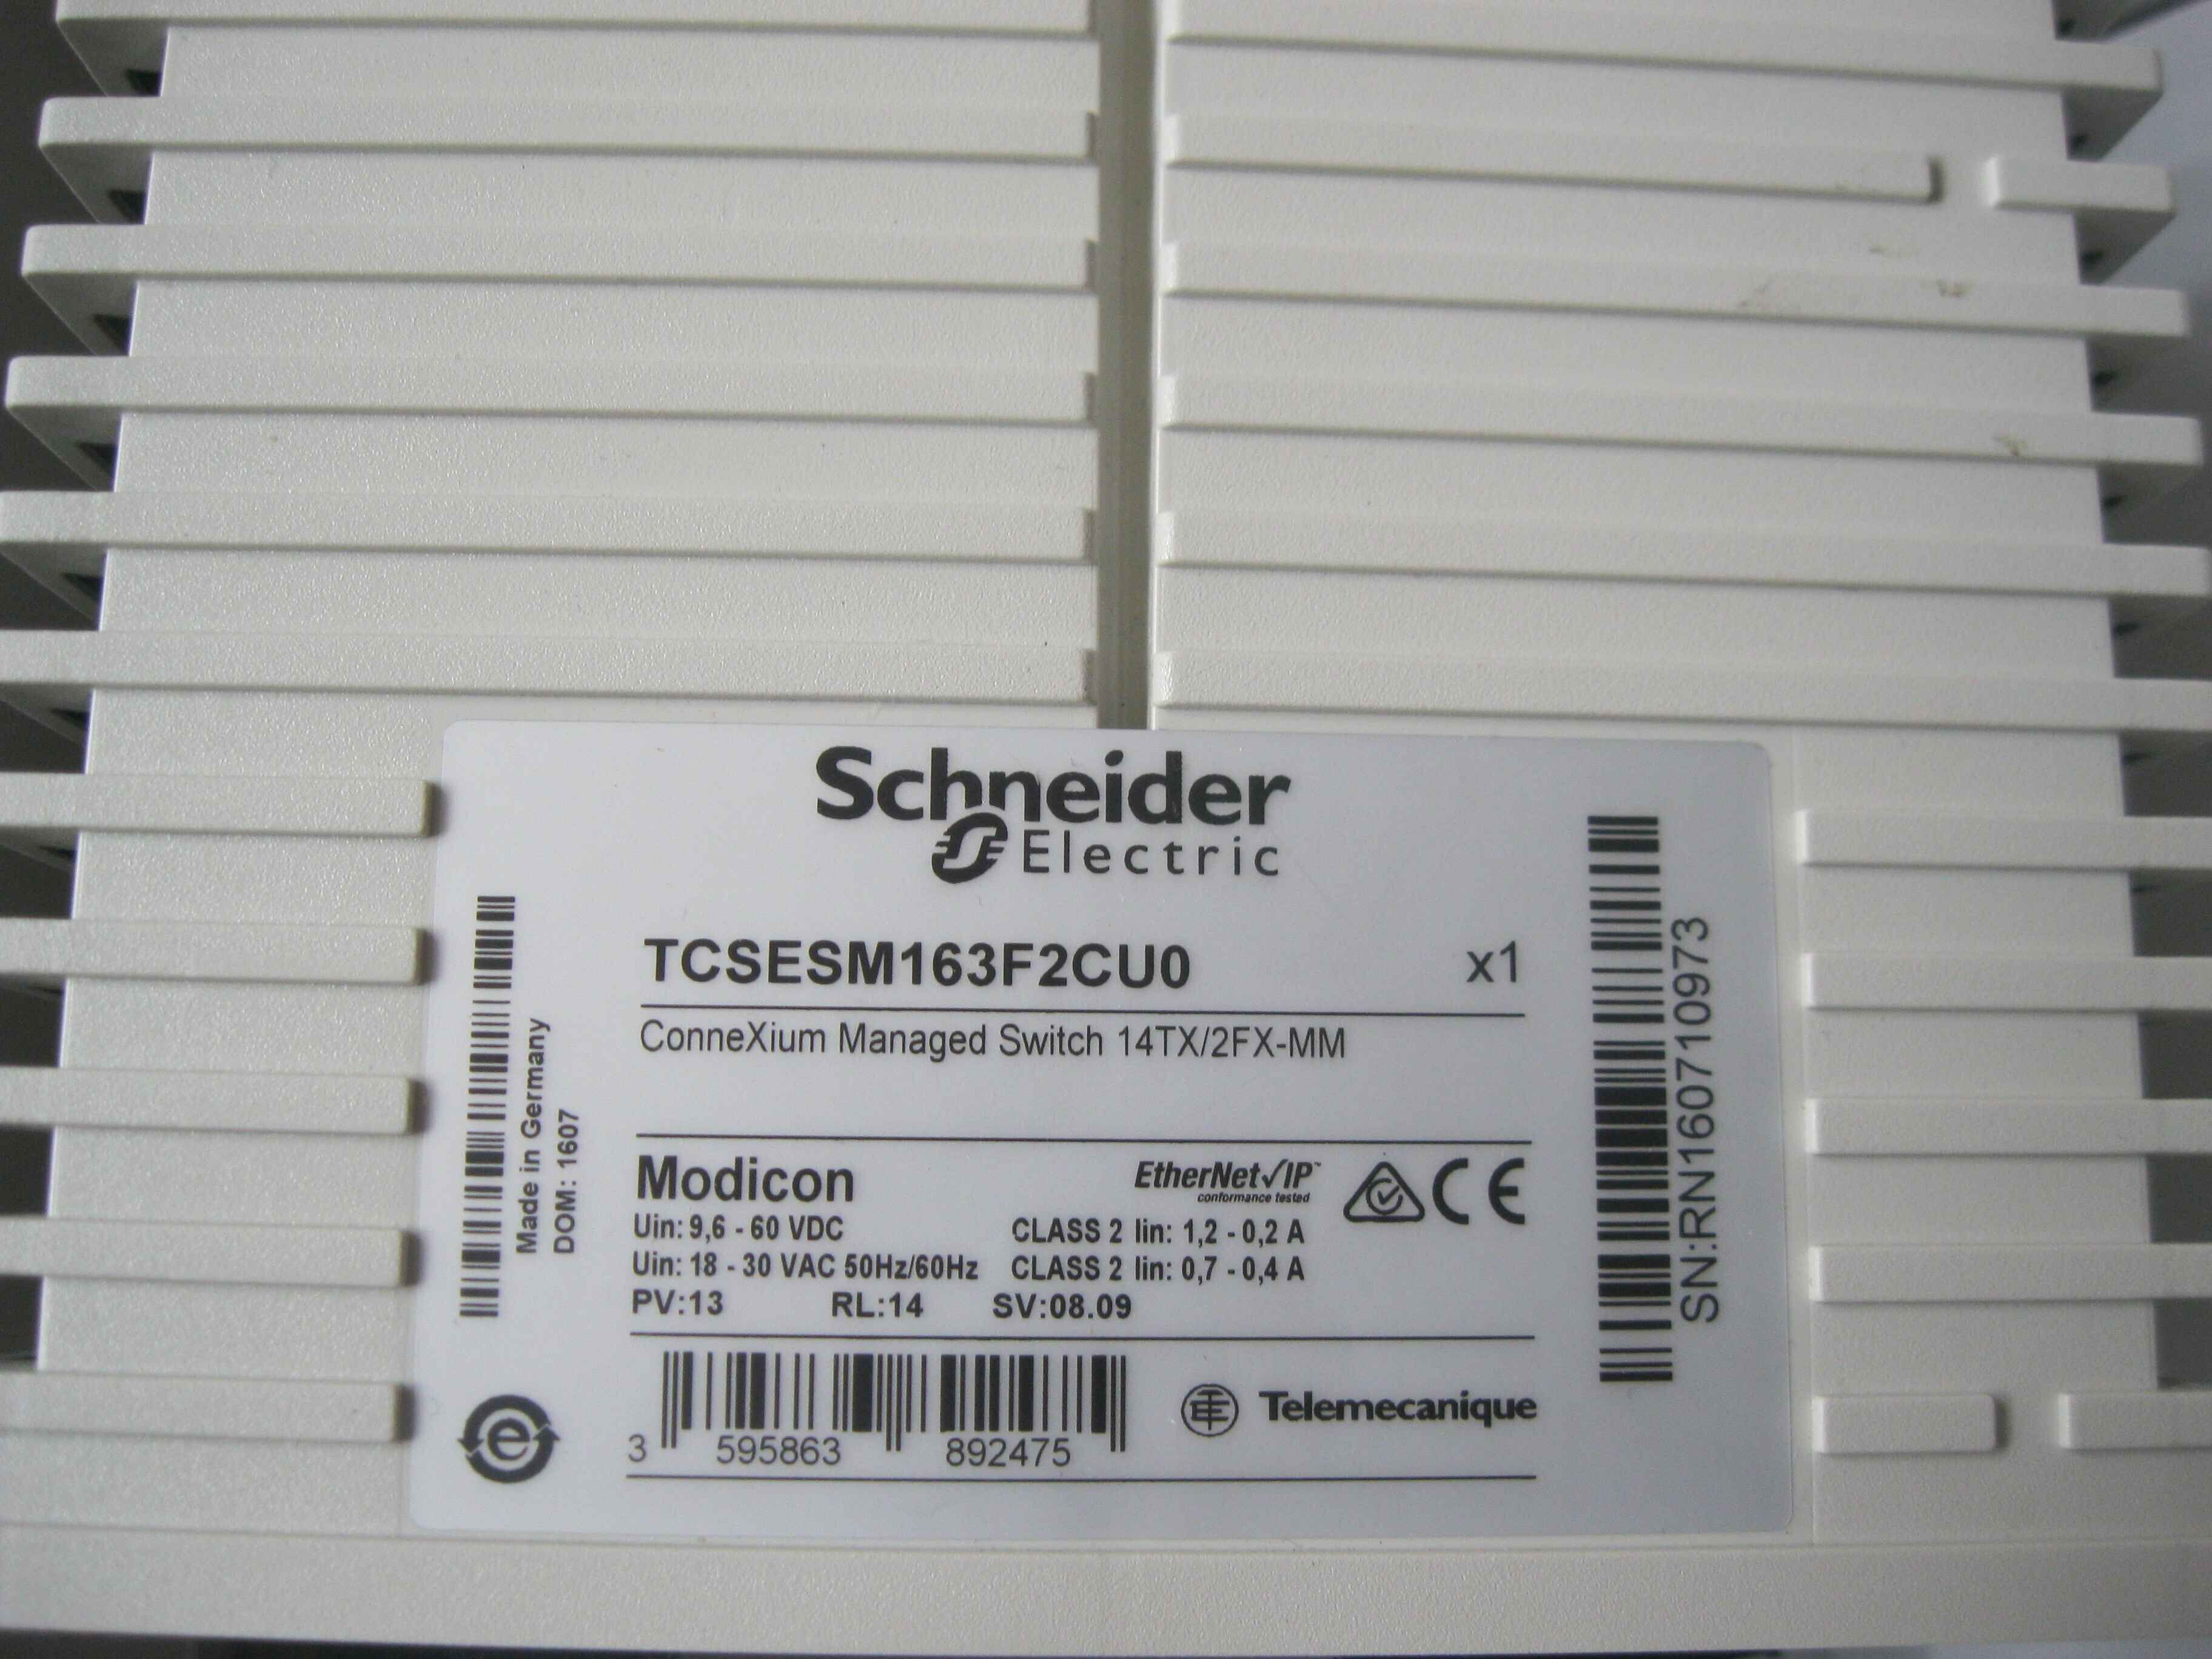 Schneider
Electric
TCSESM163F2CU0 x1
ConneXium Managed Switch 14TX/2FX-MM
Modicon
EtherNet/IP™
conformance tested
CE
Uin: 9,6 - 60 VDC CLASS 2 Iin: 1,2 - 0,2 A
Uin: 18 - 30 VAC 50Hz/60Hz CLASS 2 Iin: 0,7 - 0,4 A
PV:13 RL:14 SV:08.09
3 595863 892475
Telemecanique
Made in Germany
DOM: 1607
SN:RN160710973
e